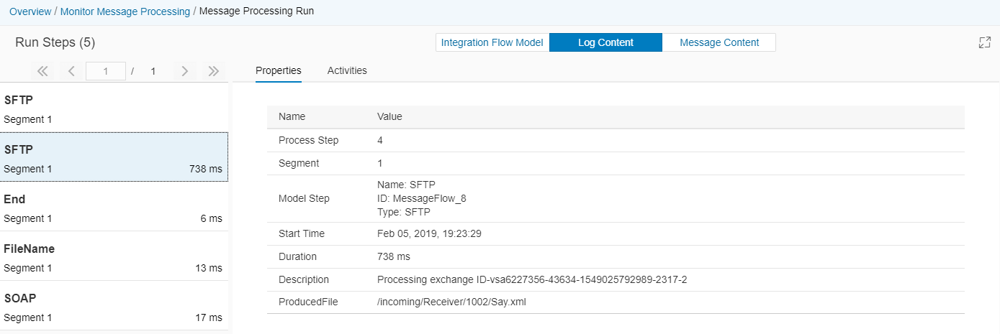 Overview / Monitor Message Processing / Message Processing Run
Run Steps (5)
Integration Flow Model
Log Content
Message Content
1 / 1
SFTP
Segment 1
SFTP
Segment 1 738 ms
End
Segment 1 6 ms
FileName
Segment 1 13 ms
SOAP
Segment 1 17 ms
Properties Activities
Name Value
Process Step 4
Segment 1
Model Step
Name: SFTP
ID: MessageFlow_8
Type: SFTP
Start Time Feb 05, 2019, 19:23:29
Duration 738 ms
Description Processing exchange ID-vsa6227356-43634-1549025792989-2317-2
ProducedFile /incoming/Receiver/1002/Say.xml